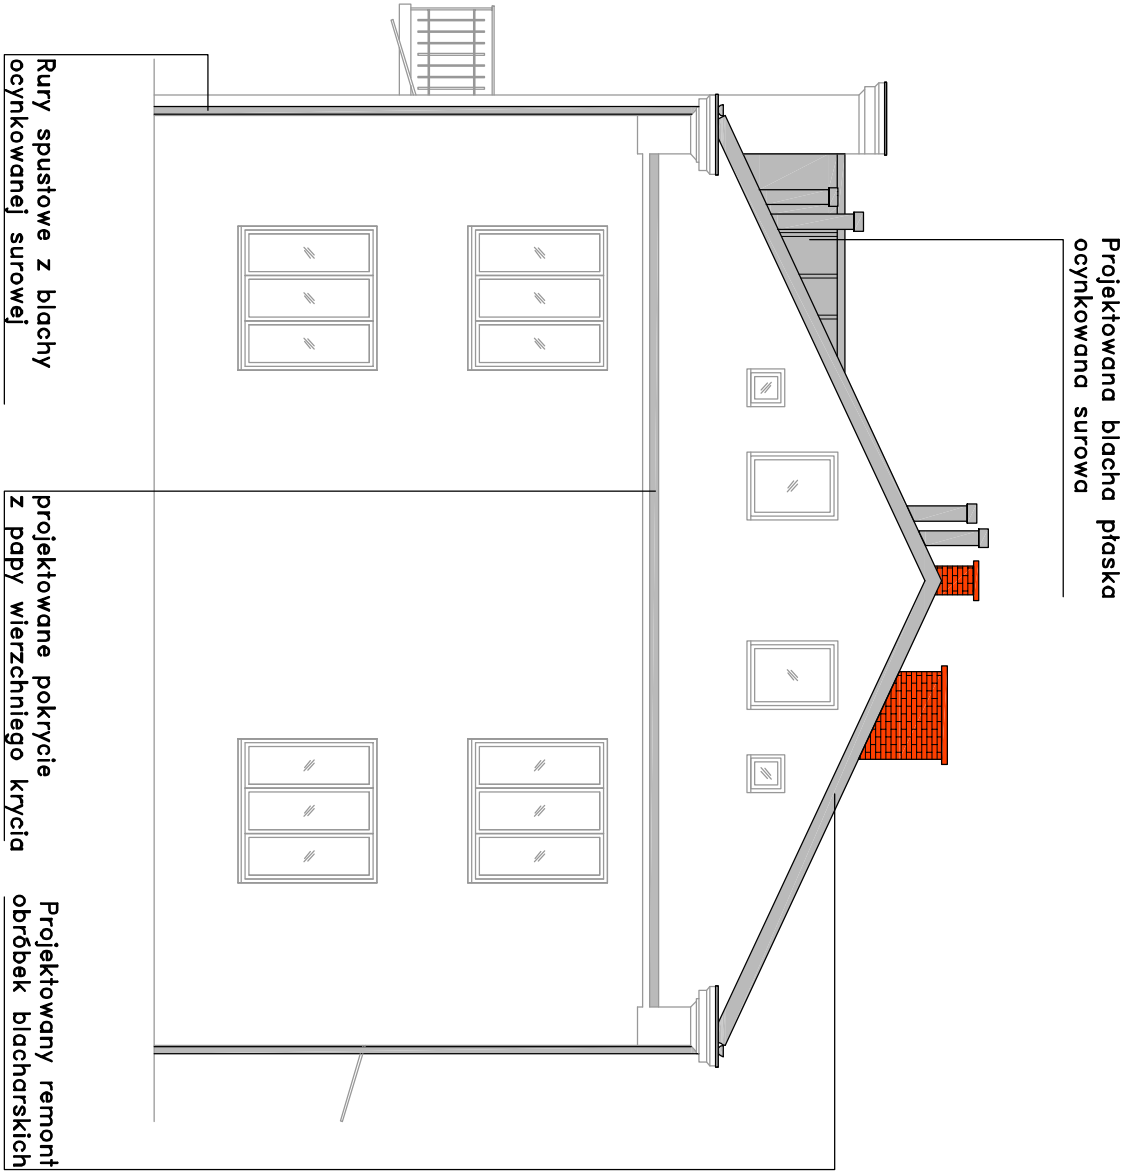 Projektowana blacha płaska
ocynkowana surowa
Rury spustowe z blachy
ocynkowanej surowej
projektowane pokrycie
z papy wierzchniego krycia
Projektowany remont
obróbek blacharskich